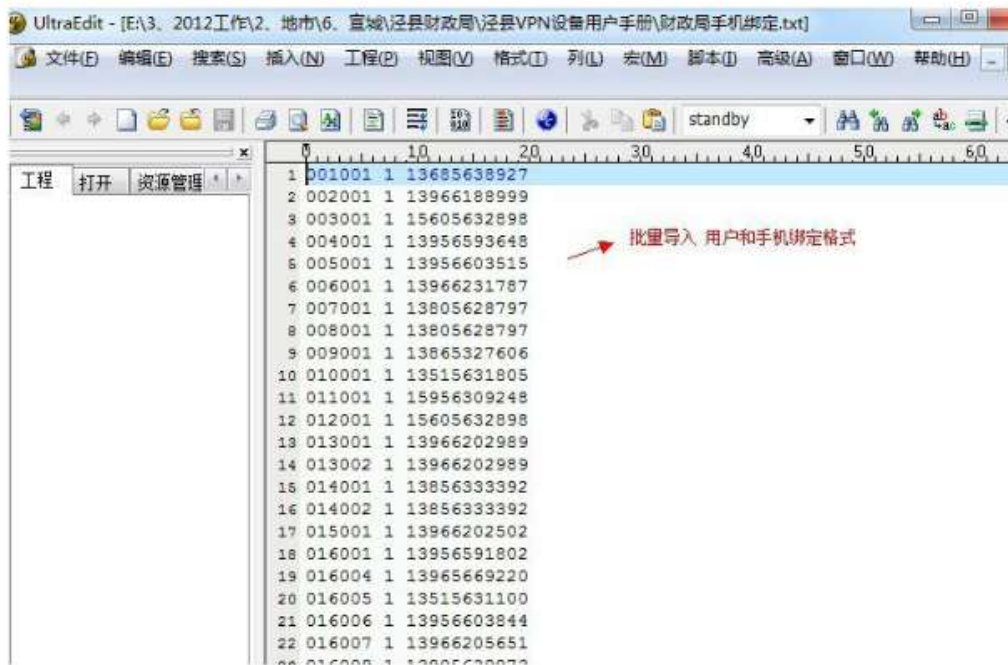 UltraEdit - [E:\3、2012工作\2、地市\6、宣城\泾县财政局\泾县VPN设备用户手册\财政局手机绑定.txt]
文件(F) 编辑(E) 搜索(S) 插入(N) 工程(P) 视图(V) 格式(T) 列(L) 宏(M) 脚本(I) 高级(A) 窗口(W) 帮助(H)
standby
工程 打开 资源管理
0 10 20 30 40 50 60
1 001001 1 13685638927
2 002001 1 13966188999
3 003001 1 15605632898
4 004001 1 13956593648
5 005001 1 13956603515
6 006001 1 13966231787
7 007001 1 13805628797
8 008001 1 13805628797
9 009001 1 13865327606
10 010001 1 13515631805
11 011001 1 15956309248
12 012001 1 15605632898
13 013001 1 13966202989
14 013002 1 13966202989
15 014001 1 13856333392
16 014002 1 13856333392
17 015001 1 13966202502
18 016001 1 13956591802
19 016004 1 13965669220
20 016005 1 13515631100
21 016006 1 13956603844
22 016007 1 13966205651
批量导入 用户和手机绑定格式